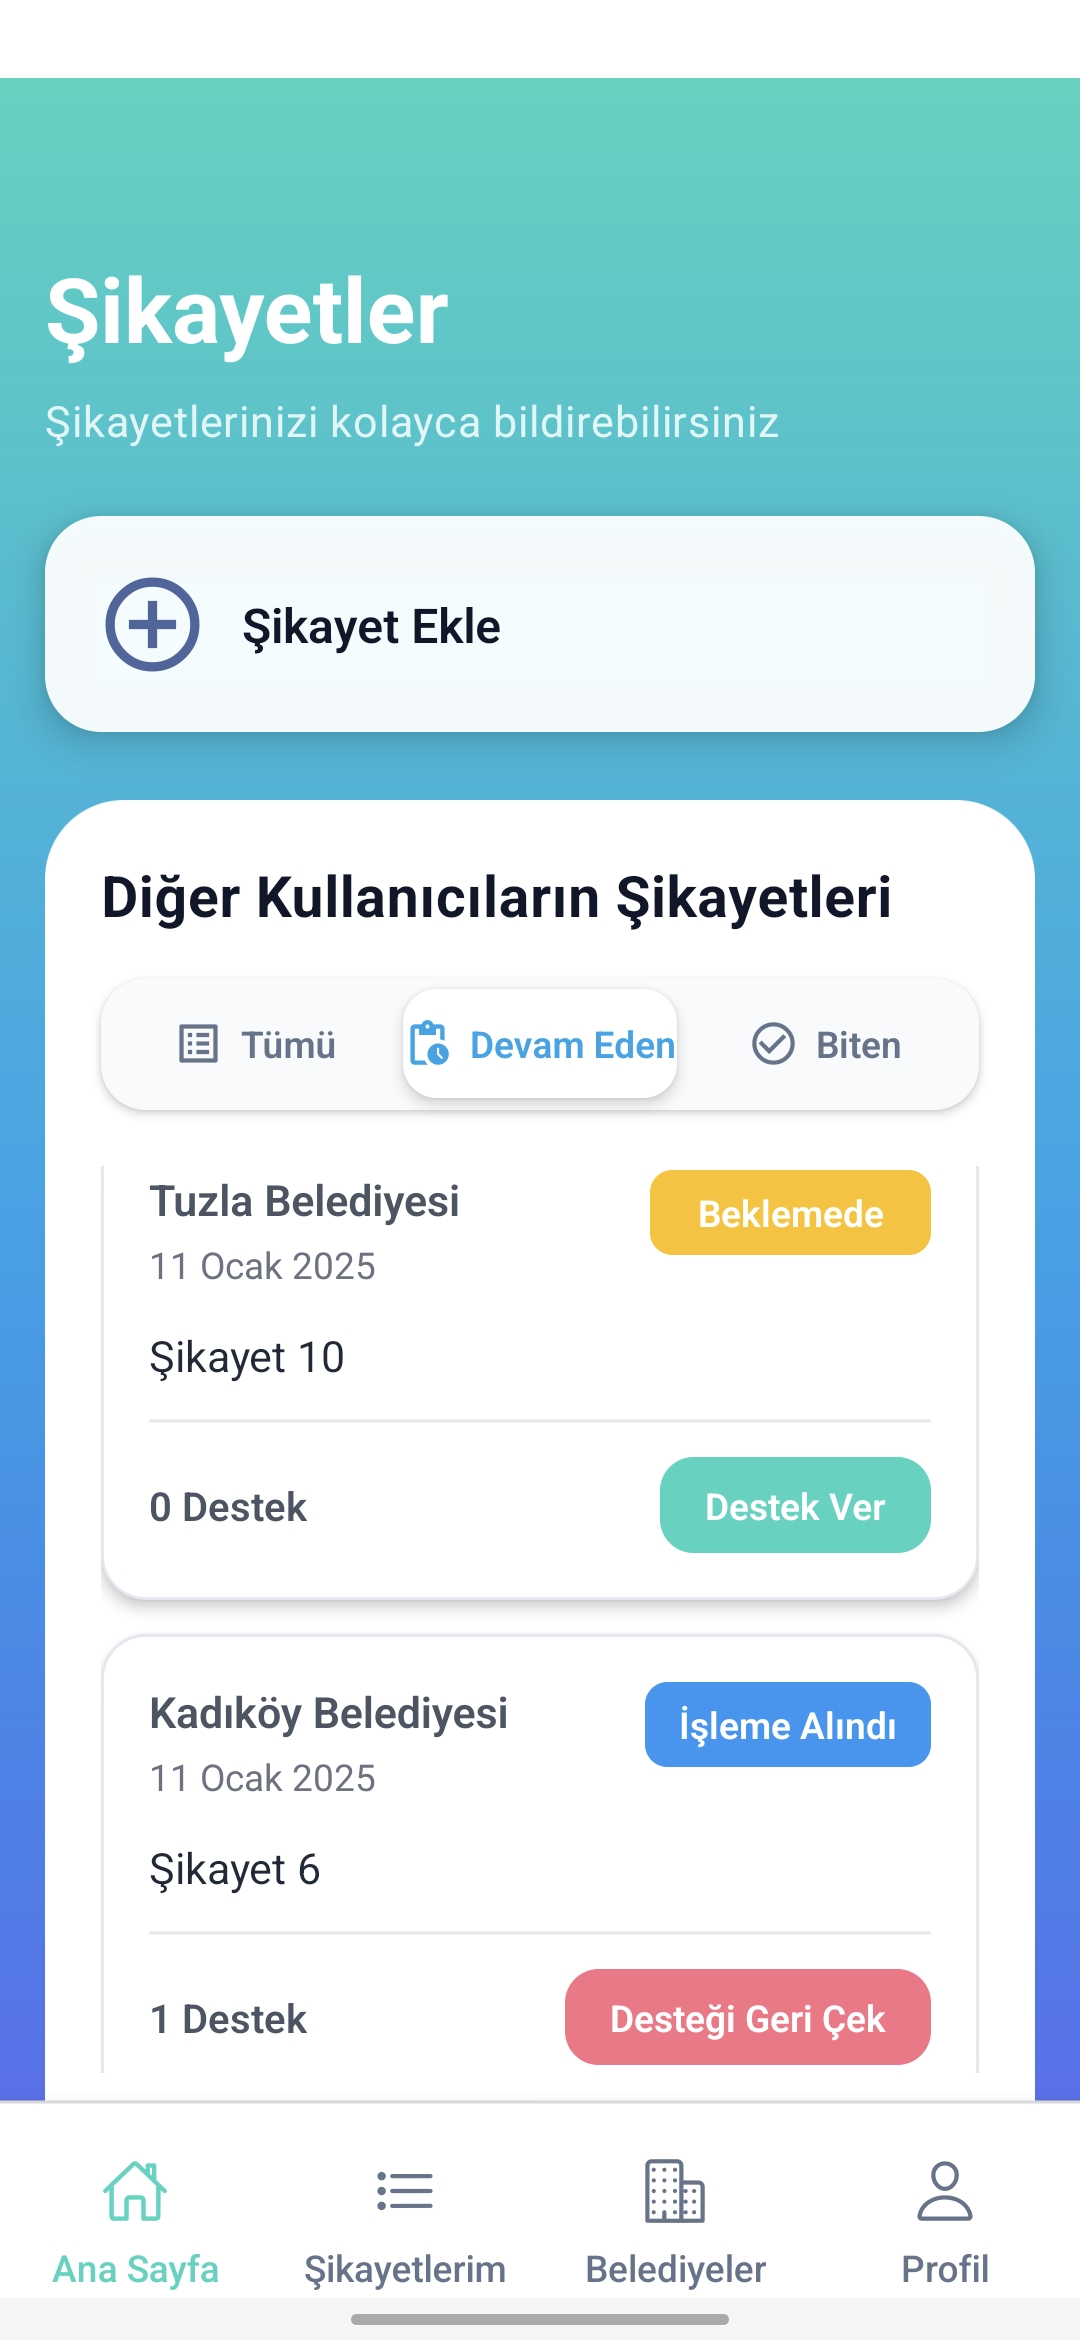 Şikayetler
Şikayetlerinizi kolayca bildirebilirsiniz
Şikayet Ekle
Diğer Kullanıcıların Şikayetleri
Tümü
Devam Eden
Biten
Tuzla Belediyesi
Beklemede
11 Ocak 2025
Şikayet 10
0 Destek
Destek Ver
Kadıköy Belediyesi
İşleme Alındı
11 Ocak 2025
Şikayet 6
1 Destek
Desteği Geri Çek
Ana Sayfa
Şikayetlerim
Belediyeler
Profil